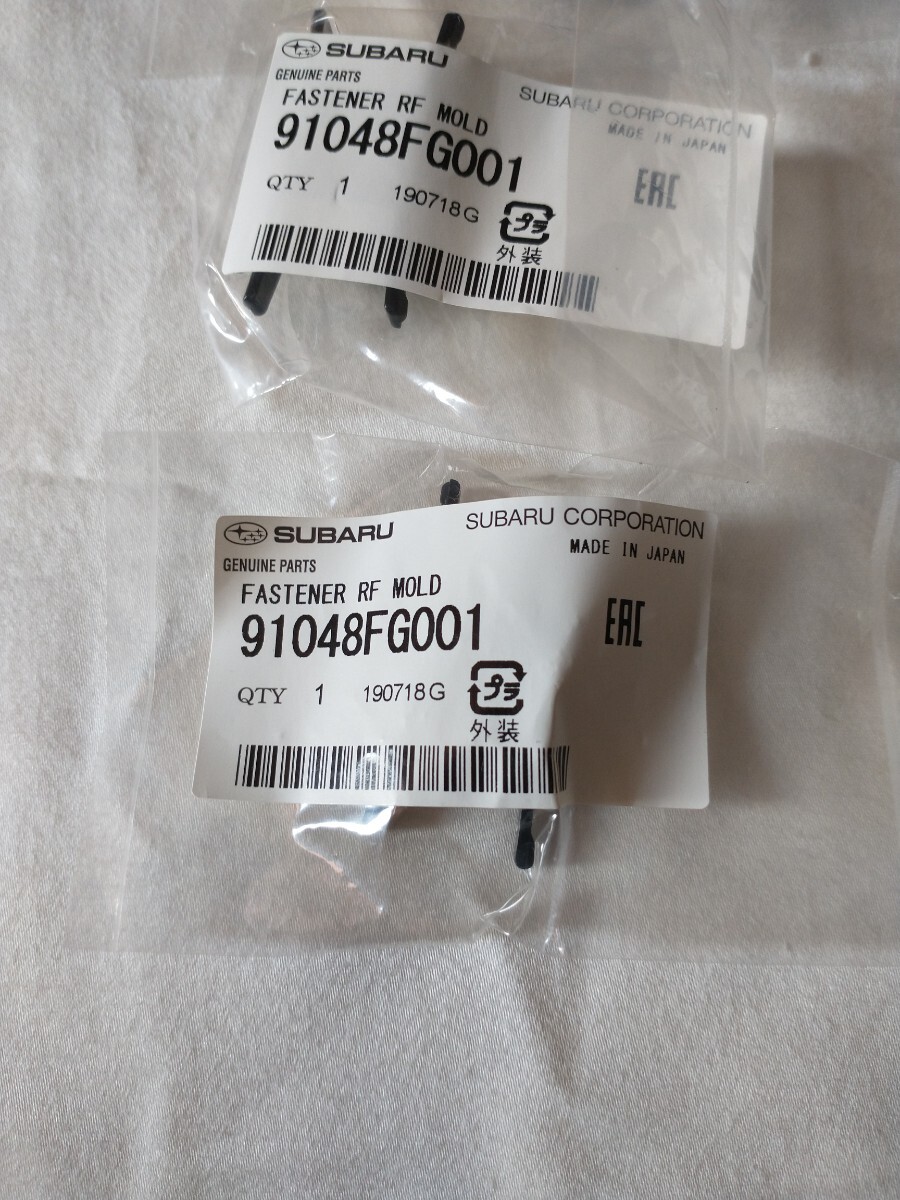 SUBARU
GENUINE PARTS
SUBARU CORPORATION
FASTENER RF MOLD
MADE IN JAPAN
91048FG001
EAC
QTY 1 190718G
プラ
外装
SUBARU
SUBARU CORPORATION
GENUINE PARTS
MADE IN JAPAN
FASTENER RF MOLD
91048FG001
EAC
QTY 1 190718G
プラ
外装